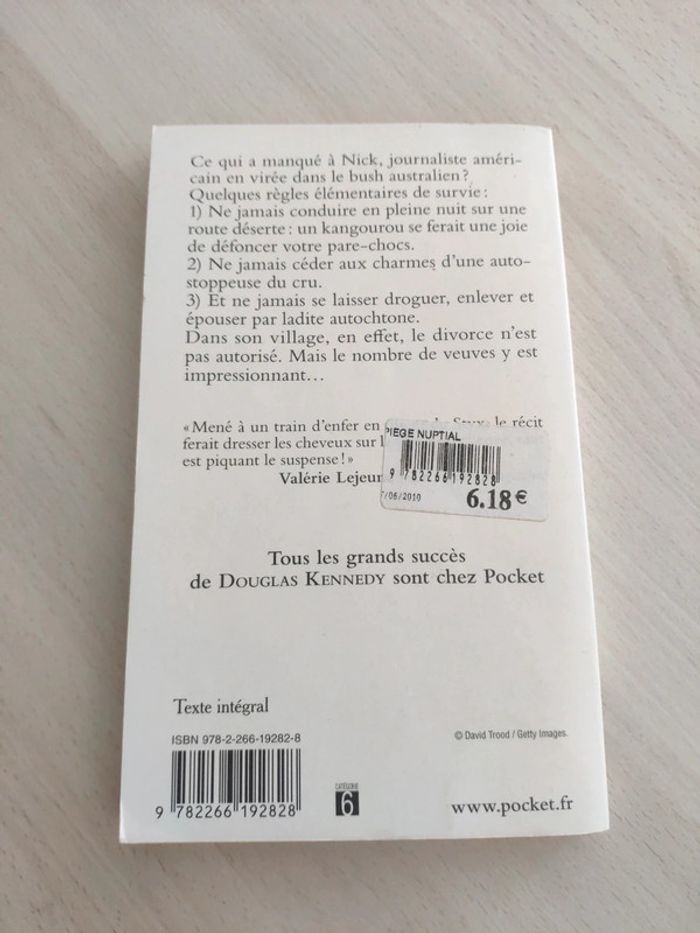 Ce qui a manqué à Nick, journaliste améri-
cain en virée dans le bush australien ?
Quelques règles élémentaires de survie :
1) Ne jamais conduire en pleine nuit sur une
route déserte : un kangourou se ferait une joie
de défoncer votre pare-chocs.
2) Ne jamais céder aux charmes d'une auto-
stoppeuse du cru.
3) Et ne jamais se laisser droguer, enlever et
épouser par ladite autochtone.
Dans son village, en effet, le divorce n'est
pas autorisé. Mais le nombre de veuves y est
impressionnant…
« Mené à un train d'enfer en le récit
ferait dresser les cheveux sur
est piquant le suspense ! »
Valérie
PIEGE NUPTIAL
9 782266 192828
/06/2010
6.18 €
Tous les grands succès
de DOUGLAS KENNEDY sont chez Pocket
Texte intégral
ISBN 978-2-266-19282-8
9 782266 192828
CATÉGORIE
6
© David Trood / Getty Images.
www.pocket.fr